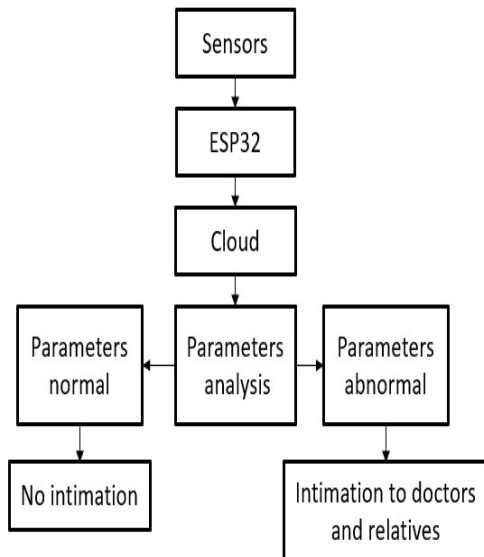 Sensors
ESP32
Cloud
Parameters
normal
Parameters
analysis
Parameters
abnormal
No intimation
Intimation to doctors
and relatives